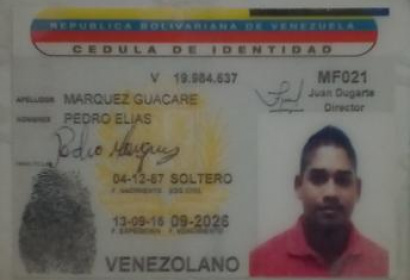 REPUBLICA BOLIVARIANA DE VENEZUELA
CEDULA DE IDENTIDAD
V 19.984.637
MF021
Juan Dugarte
Director
APELLIDOS MARQUEZ GUACARE
NOMBRES PEDRO ELIAS
Pedro Marquez
04-12-87 SOLTERO
F. NACIMIENTO EDO. CIVIL
13-09-16 09-2026
F. EXPEDICION F. VENCIMIENTO
VENEZOLANO